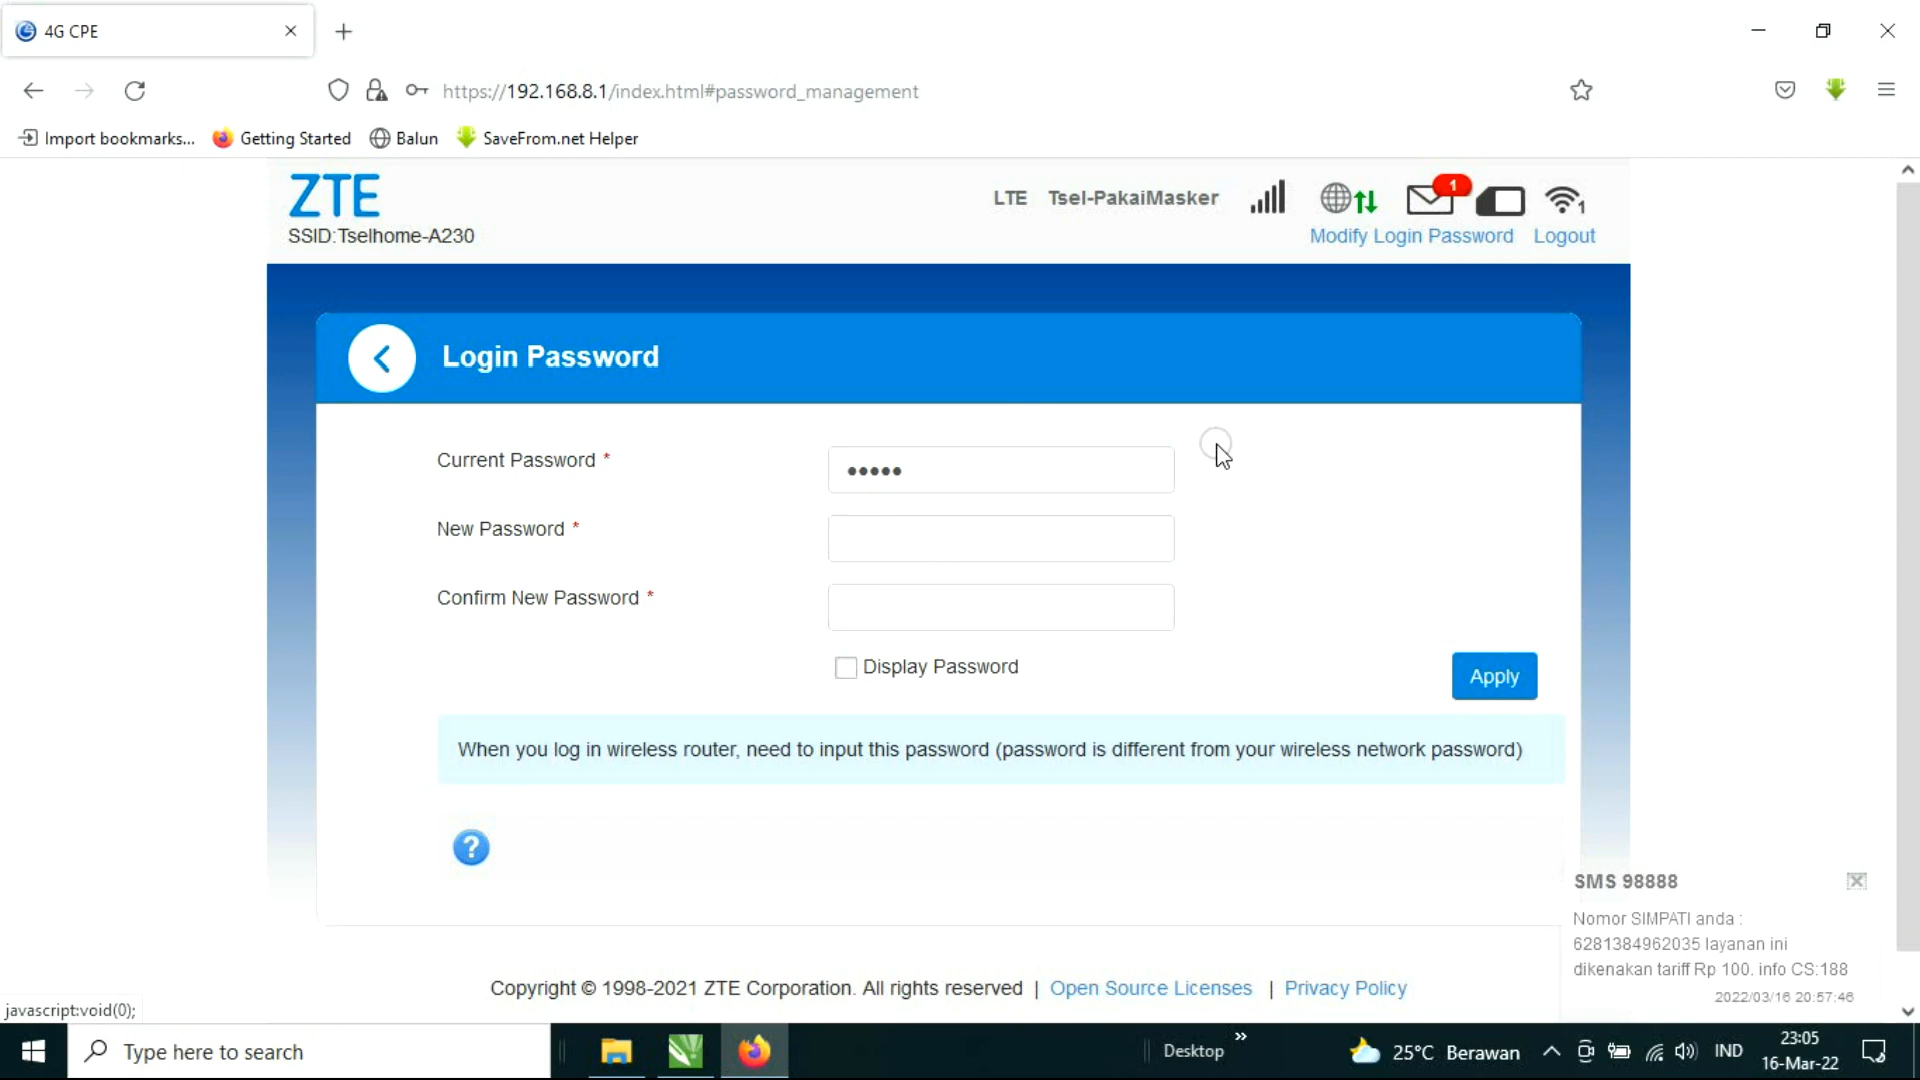 4G CPE
https://192.168.8.1/index.html#password_management
Import bookmarks... Getting Started Balun SaveFrom.net Helper
ZTE
SSID:Tselhome-A230
LTE Tsel-PakaiMasker 1 1
Modify Login Password Logout
Login Password
Current Password *
New Password *
Confirm New Password *
Display Password
Apply
When you log in wireless router, need to input this password (password is different from your wireless network password)
?
SMS 98888
Nomor SIMPATI anda :
6281384962035 layanan ini
dikenakan tariff Rp 100. info CS:188
2022/03/16 20:57:46
Copyright © 1998-2021 ZTE Corporation. All rights reserved | Open Source Licenses | Privacy Policy
javascript:void(0);
Type here to search
Desktop
25°C Berawan
IND
23:05
16-Mar-22